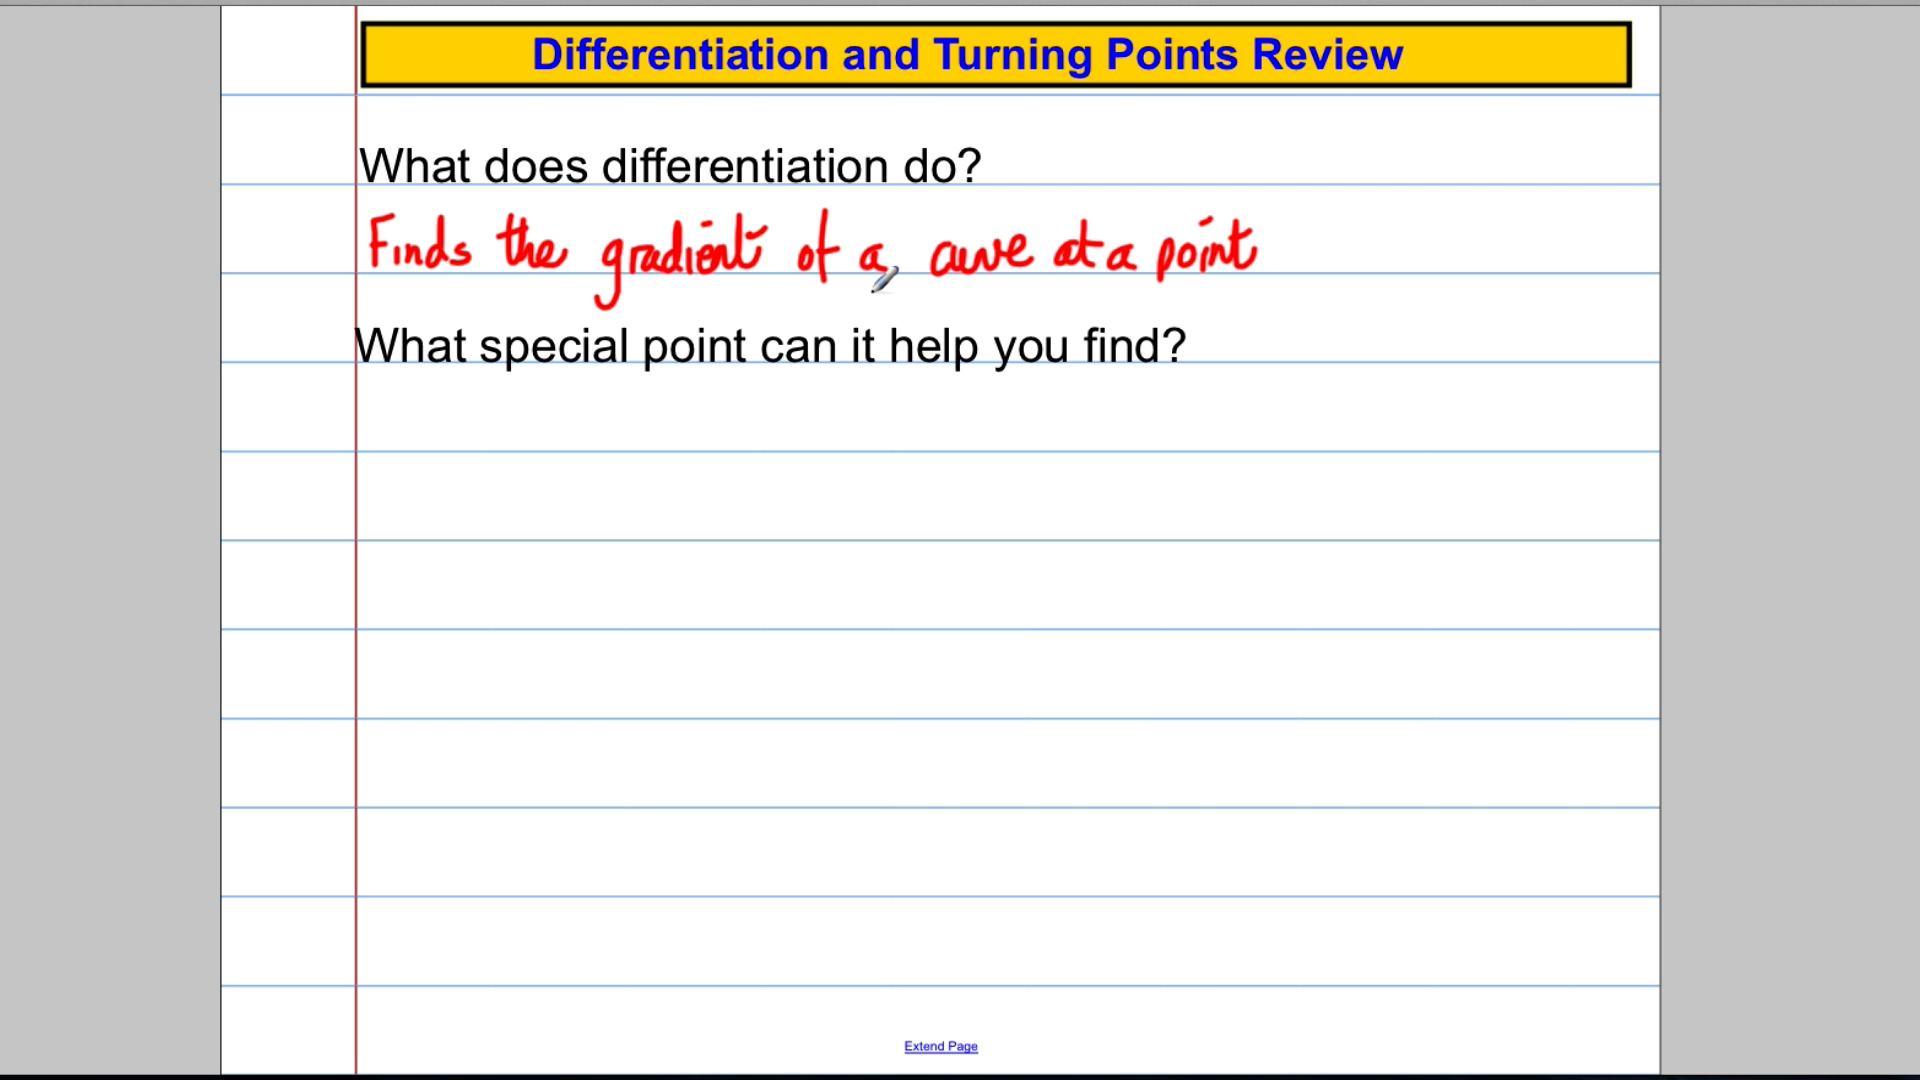 Differentiation and Turning Points Review
What does differentiation do?
Finds the gradient of a curve at a point
What special point can it help you find?
Extend Page